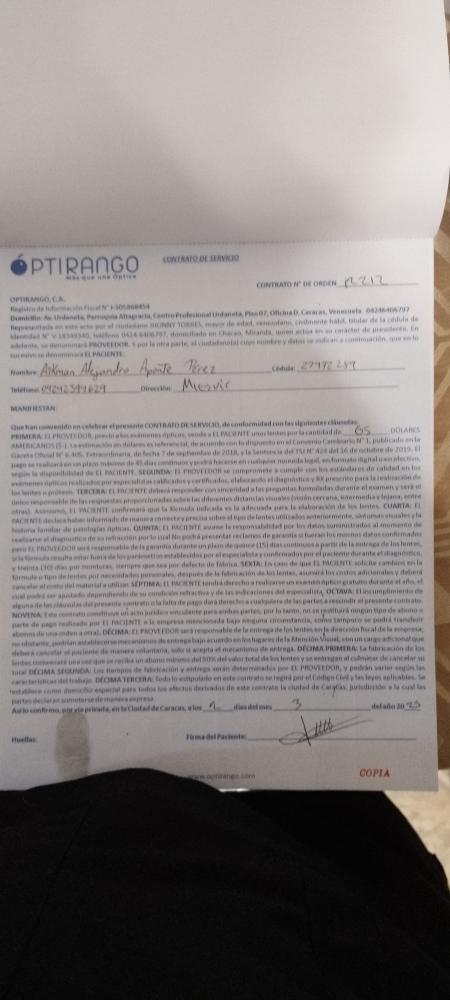 ÓPTIRANGO
Más que una Óptica
CONTRATO DE SERVICIO
CONTRATO N° DE ORDEN
OPTIRANGO, C.A.
Registro de Información Fiscal N° J-505868454
Domicilio: Av. Urdaneta, Parroquia Altagracia, Centro Profesional Urdaneta, Piso 07, Oficina D, Caracas, Venezuela. 04246406797
Representada en este acto por el ciudadano JHONNY TORRES, mayor de edad, venezolano, civilmente hábil, titular de la cédula de
Identidad N° V-18349340, teléfono 0424-6406797, domiciliado en Chacao, Miranda, quien actúa en su carácter de presidente. En
adelante, se denominará PROVEEDOR. Y por la otra parte, el ciudadano(a) cuyo nombre y datos se indican a continuación, que en lo
sucesivo se denominará EL PACIENTE:
Nombre: Alejandro Aponte Pérez Cédula:
Teléfono: Dirección:
MANIFIESTAN:
Que han convenido en celebrar el presente CONTRATO DE SERVICIO, de conformidad con las siguientes cláusulas:
PRIMERA: EL PROVEEDOR, previo a los exámenes ópticos, vende a EL PACIENTE unos lentes por la cantidad de 65 DÓLARES
AMERICANOS ($-). La estimación en dólares es referencial, de acuerdo con lo dispuesto en el Convenio Cambiario N° 1, publicado en la
Gaceta Oficial N° 6.405, Extraordinaria, de fecha 7 de septiembre de 2018, y la Sentencia del TSJ N° 424 del 16 de octubre de 2019. El
pago se realizará en un plazo máximo de 45 días continuos y podrá hacerse en cualquier moneda legal, en formato digital o en efectivo,
según la disponibilidad de EL PACIENTE. SEGUNDA: EL PROVEEDOR se compromete a cumplir con los estándares de calidad en los
exámenes ópticos realizados por especialistas calificados y certificados, elaborando el diagnóstico y RX prescrito para la realización de
los lentes o prótesis. TERCERA: EL PACIENTE deberá responder con sinceridad a las preguntas formuladas durante el examen y será el
único responsable de las respuestas proporcionadas sobre las diferentes distancias visuales (visión cercana, intermedia y lejana, entre
otras). Asimismo, EL PACIENTE confirmará que la fórmula indicada es la adecuada para la elaboración de los lentes. CUARTA: EL
PACIENTE declara haber informado de manera correcta y precisa sobre el tipo de lentes utilizados anteriormente, síntomas visuales y la
historia familiar de patologías ópticas. QUINTA: EL PACIENTE asume la responsabilidad por los datos suministrados al momento de
realizarse el diagnóstico de su refracción por lo cual No podrá presentar reclamos de garantía si fueran los mismos datos confirmados
pero EL PROVEEDOR será responsable de la garantía durante un plazo de quince (15) días continuos a partir de la entrega de los lentes,
si la fórmula resulta estar fuera de los parámetros establecidos por el especialista y confirmados por el paciente durante el diagnóstico,
y treinta (30) días por monturas, siempre que sea por defecto de fábrica. SEXTA: En caso de que EL PACIENTE solicite cambios en la
fórmula o tipo de lentes por necesidades personales, después de la fabricación de los lentes, asumirá los costos adicionales y deberá
cancelar el costo del material a utilizar. SÉPTIMA: EL PACIENTE tendrá derecho a realizarse un examen óptico gratuito durante el año, el
cual podrá ser ajustado dependiendo de su condición refractiva y de las indicaciones del especialista. OCTAVA: El incumplimiento de
alguna de las cláusulas del presente contrato o la falta de pago dará derecho a cualquiera de las partes a rescindir el presente contrato.
NOVENA: Este contrato constituye un acto jurídico vinculante para ambas partes, por lo tanto, no se restituirá ningún tipo de abono o
parte de pago realizado por EL PACIENTE a la empresa mencionada bajo ninguna circunstancia, como tampoco se podrá transferir
abonos de una orden a otra). DÉCIMA: EL PROVEEDOR será responsable de la entrega de los lentes en la dirección fiscal de la empresa,
no obstante, podrían establecerse mecanismos de entrega bajo acuerdo en los lugares de la Atención Visual, con un cargo adicional que
deberá cancelar el paciente de manera voluntaria, solo si acepta el mecanismo de entrega. DÉCIMA PRIMERA: La fabricación de los
lentes comenzará una vez que se reciba un abono mínimo del 50% del valor total de los lentes y se entregan al culminar de cancelar su
total DÉCIMA SEGUNDA: Los tiempos de fabricación y entrega serán determinados por EL PROVEEDOR, y podrán variar según las
características del trabajo. DÉCIMA TERCERA: Todo lo estipulado en este contrato se regirá por el Código Civil y las leyes aplicables. Se
establece como domicilio especial para todos los efectos derivados de este contrato la ciudad de Caracas, jurisdicción a la cual las
partes declaran someterse de manera expresa.
Así lo confirmo, por vía privada, en la Ciudad de Caracas, a los días del mes 3 del año 2025
Huellas: Firma del Paciente:
www.optirango.com
COPIA